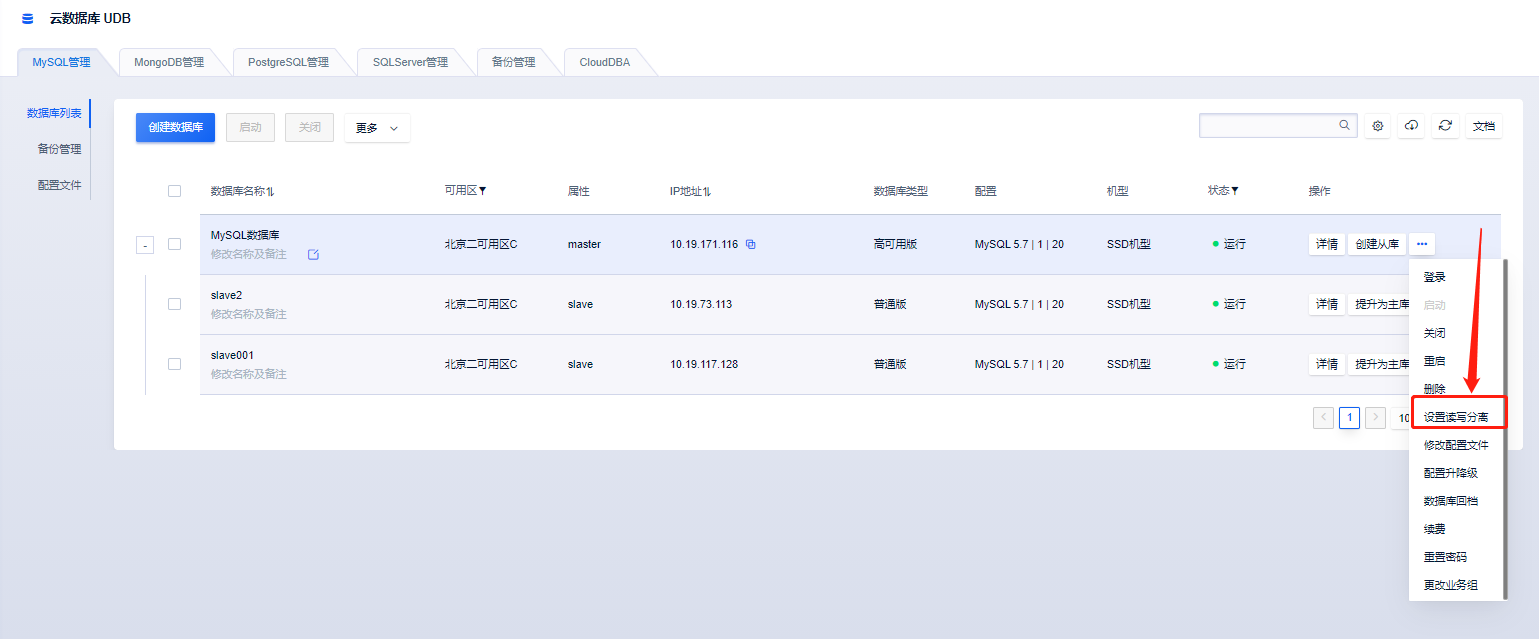 云数据库 UDB
MySQL管理 MongoDB管理 PostgreSQL管理 SQLServer管理 备份管理 CloudDBA
数据库列表
备份管理
配置文件
创建数据库 启动 关闭 更多 文档
数据库名称 可用区 属性 IP地址 数据库类型 配置 机型 状态 操作
- MySQL数据库 北京二可用区C master 10.19.171.116 高可用版 MySQL 5.7 | 1 | 20 SSD机型 运行 详情 创建从库 ...
修改名称及备注
slave2 北京二可用区C slave 10.19.73.113 普通版 MySQL 5.7 | 1 | 20 SSD机型 运行 详情 提升为主库
修改名称及备注
slave001 北京二可用区C slave 10.19.117.128 普通版 MySQL 5.7 | 1 | 20 SSD机型 运行 详情 提升为主库
修改名称及备注
< 1 > 10
登录
启动
关闭
重启
删除
设置读写分离
修改配置文件
配置升降级
数据库回档
续费
重置密码
更改业务组